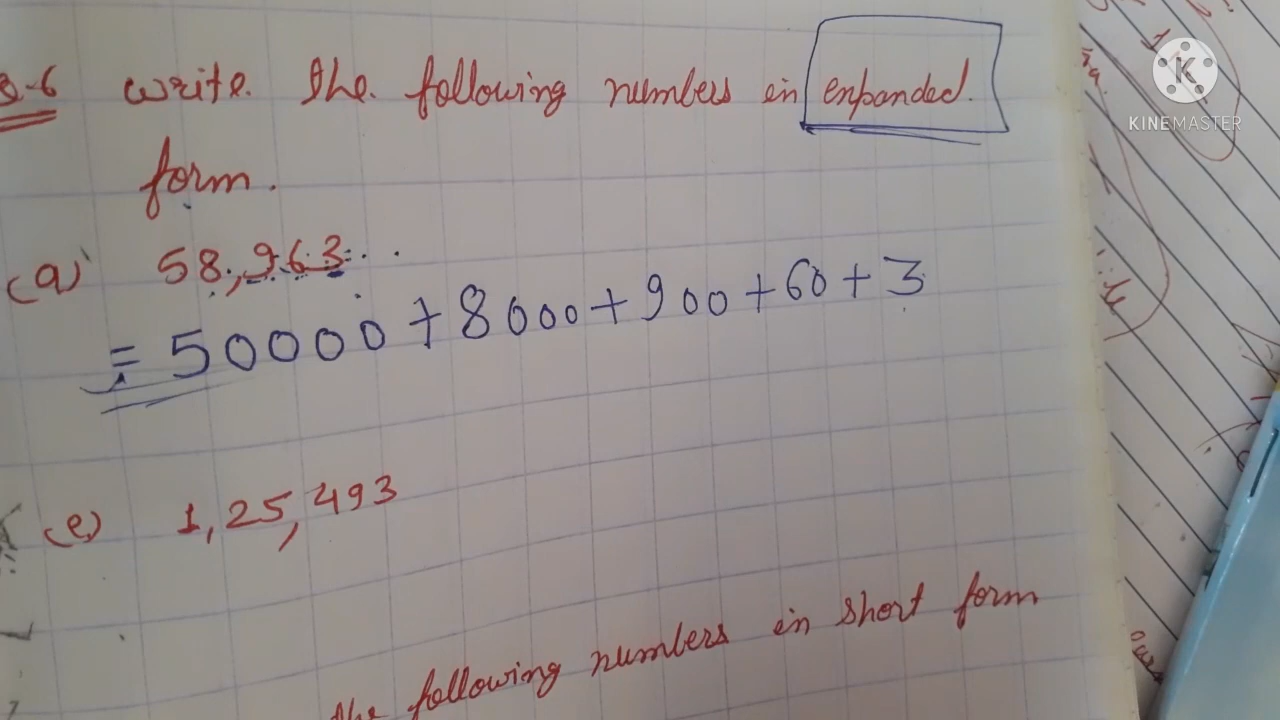 Q-6 write the following numbers in expanded
form.
(a) 58,963
= 50000 + 8000 + 900 + 60 + 3
(e) 1,25,493
the following numbers in short form
KINEMASTER